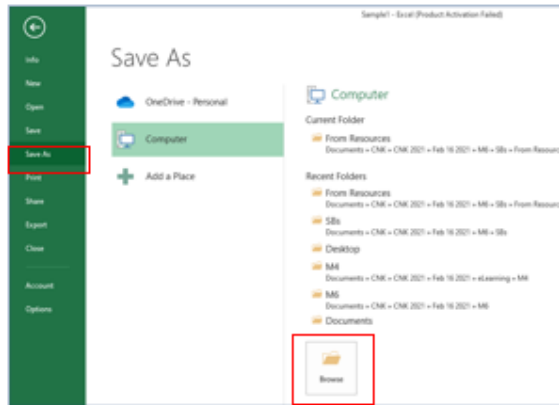 Sample1 - Excel (Product Activation Failed)
Info
New
Open
Save
Save As
Print
Share
Export
Close
Account
Options
Save As
OneDrive - Personal
Computer
Add a Place
Computer
Current Folder
From Resources
Documents » CNK » CNK 2021 » Feb 16 2021 » M6 » SBs » From Resourc
Recent Folders
From Resources
Documents » CNK » CNK 2021 » Feb 16 2021 » M6 » SBs » From Resourc
SBs
Documents » CNK » CNK 2021 » Feb 16 2021 » M6 » SBs
Desktop
M4
Documents » CNK » CNK 2021 » Feb 16 2021 » eLearning » M4
M6
Documents » CNK » CNK 2021 » Feb 16 2021 » M6
Documents
Browse